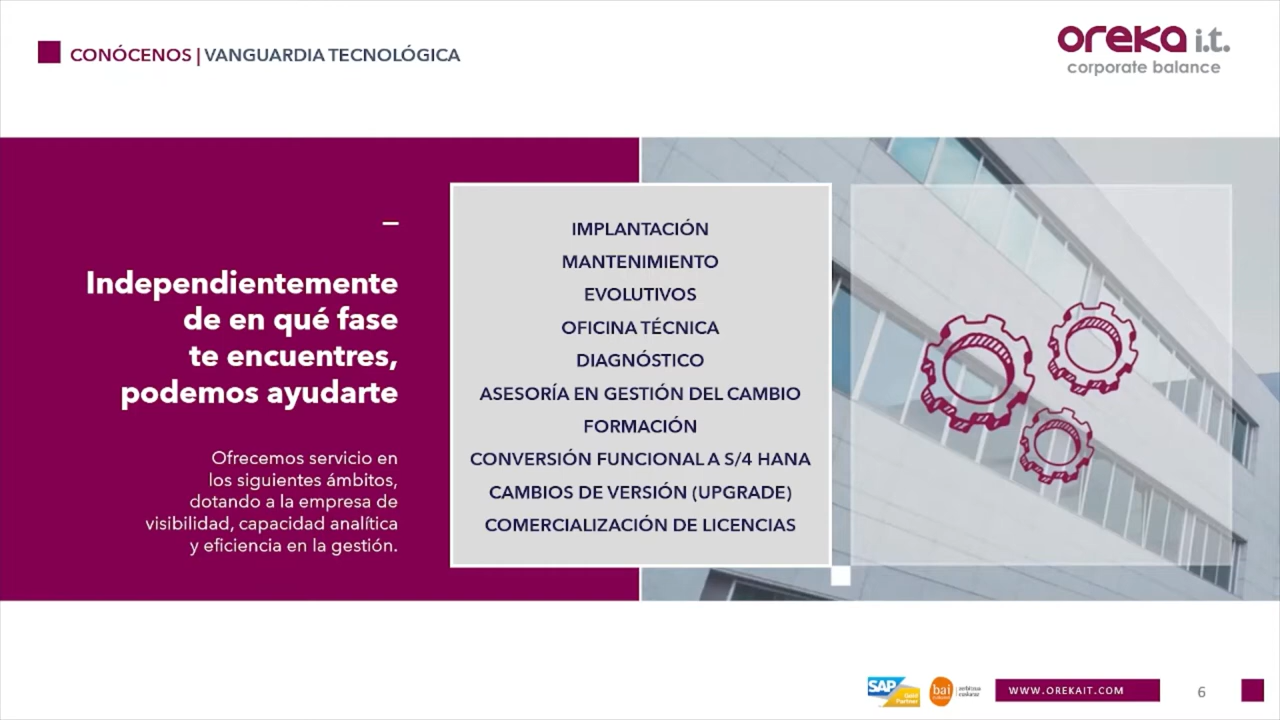 CONÓCENOS | VANGUARDIA TECNOLÓGICA
oreka i.t.
corporate balance
Independientemente
de en qué fase
te encuentres,
podemos ayudarte
Ofrecemos servicio en
los siguientes ámbitos,
dotando a la empresa de
visibilidad, capacidad analítica
y eficiencia en la gestión.
IMPLANTACIÓN
MANTENIMIENTO
EVOLUTIVOS
OFICINA TÉCNICA
DIAGNÓSTICO
ASESORÍA EN GESTIÓN DEL CAMBIO
FORMACIÓN
CONVERSIÓN FUNCIONAL A S/4 HANA
CAMBIOS DE VERSIÓN (UPGRADE)
COMERCIALIZACIÓN DE LICENCIAS
SAP
Gold
Partner
bai
WWW.OREKAIT.COM
6